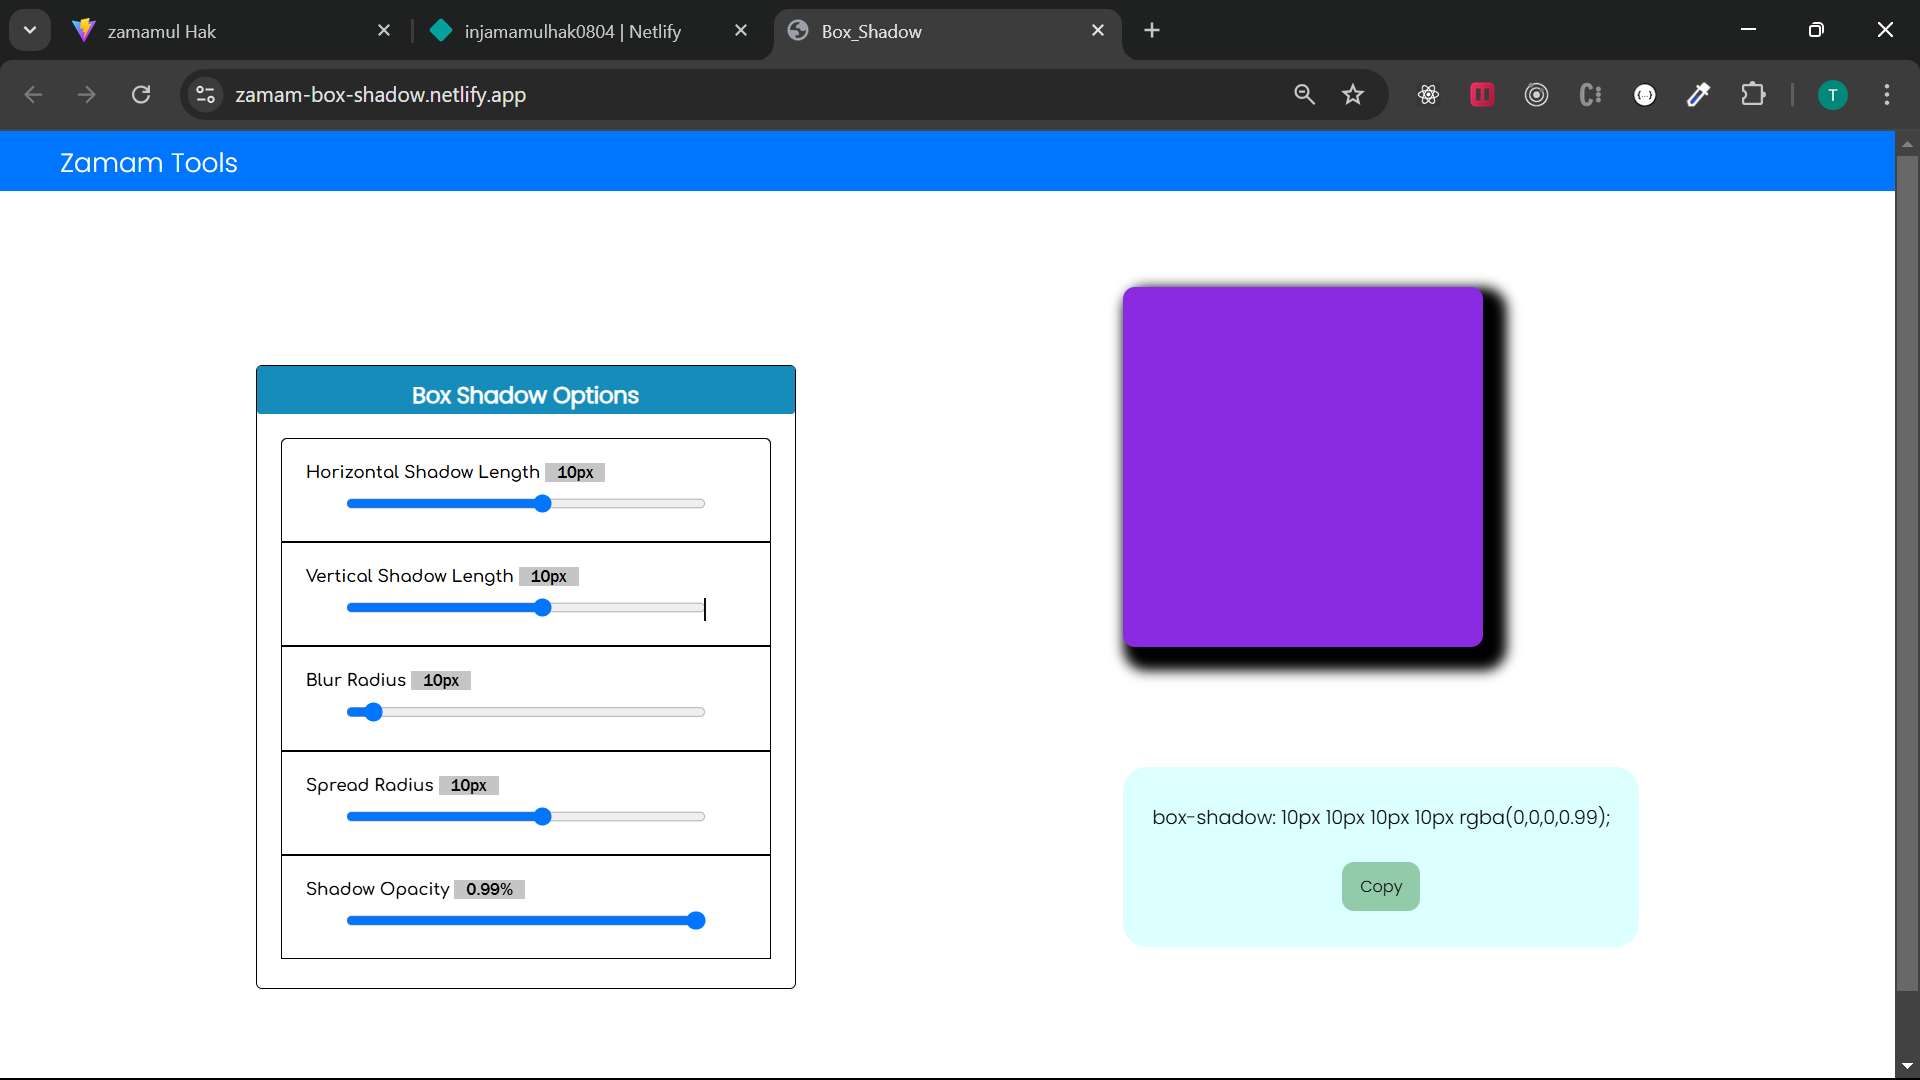 zamamul Hak
injamamulhak0804 | Netlify
Box_Shadow
zamam-box-shadow.netlify.app
T
Zamam Tools
Box Shadow Options
Horizontal Shadow Length 10px
Vertical Shadow Length 10px
Blur Radius 10px
Spread Radius 10px
Shadow Opacity 0.99%
box-shadow: 10px 10px 10px 10px rgba(0,0,0,0.99);
Copy